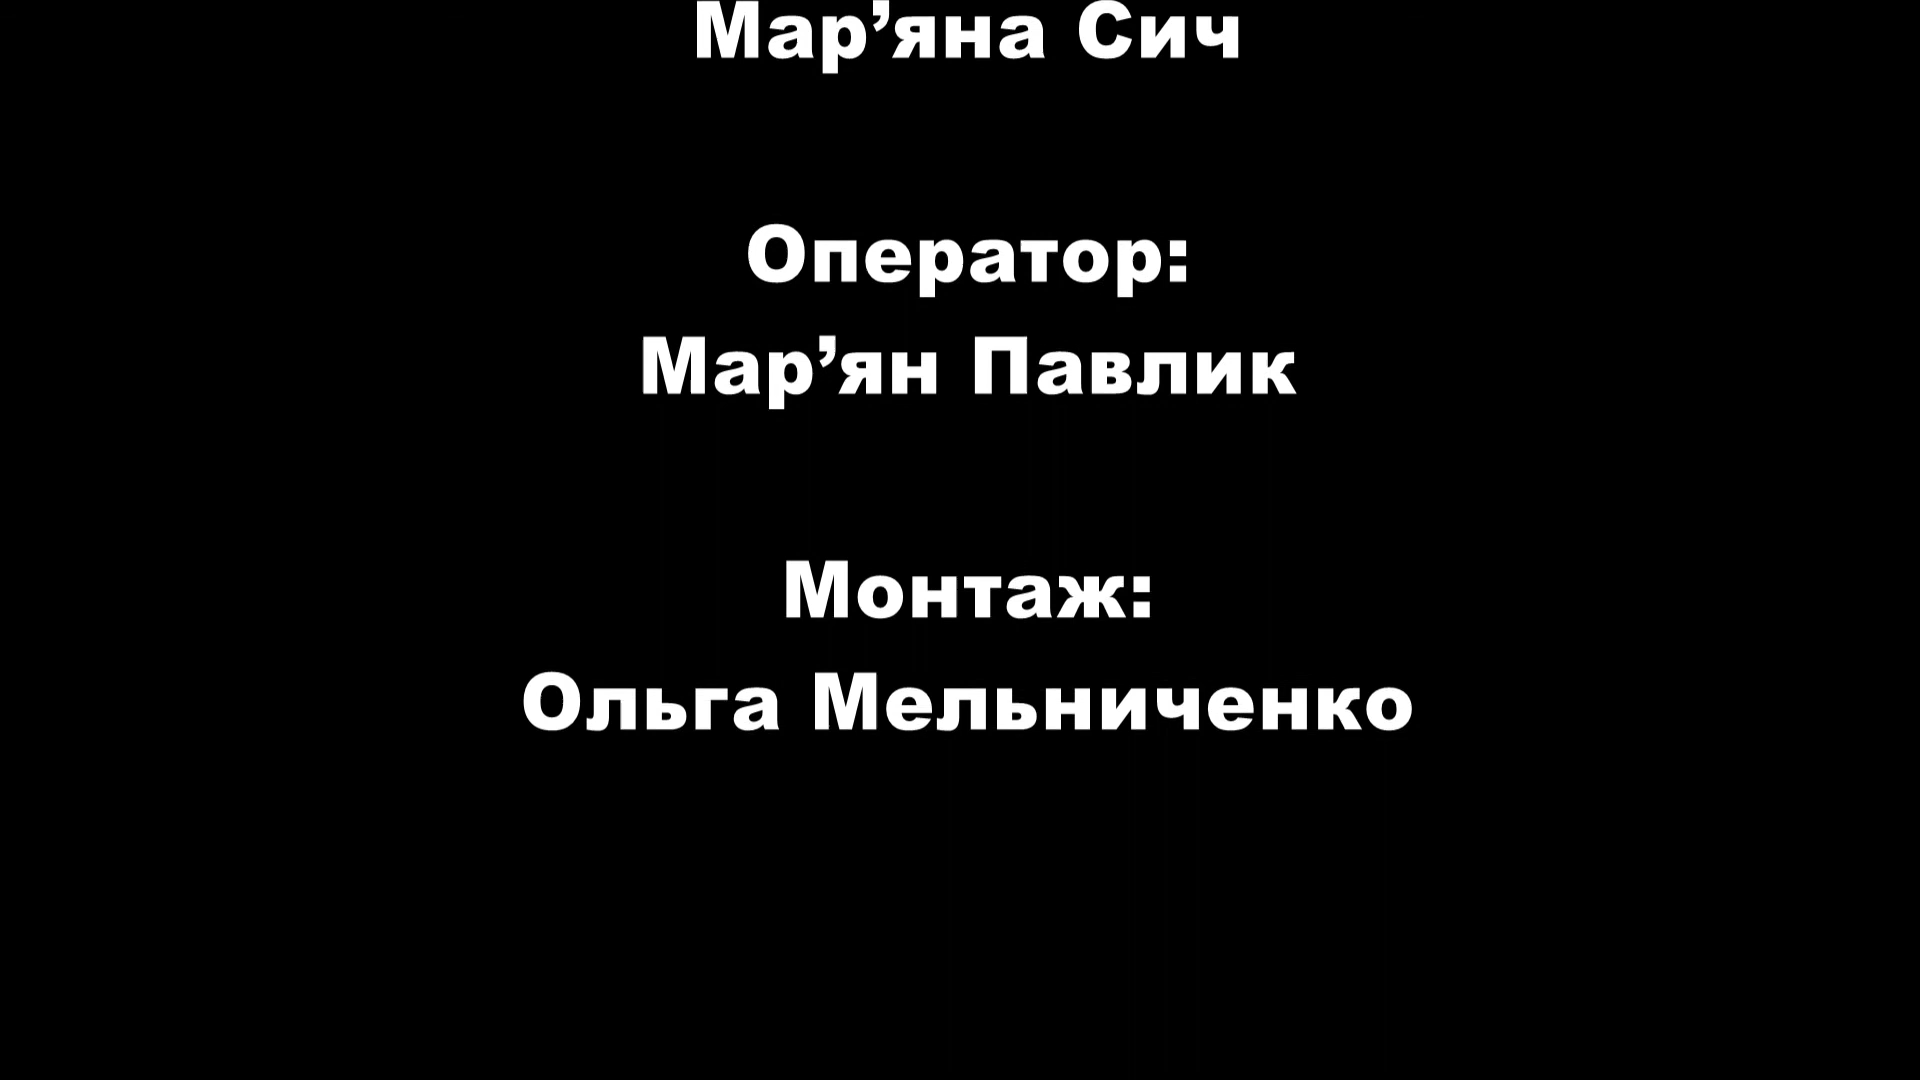 Мар’яна Сич
Оператор:
Мар’ян Павлик
Монтаж:
Ольга Мельниченко